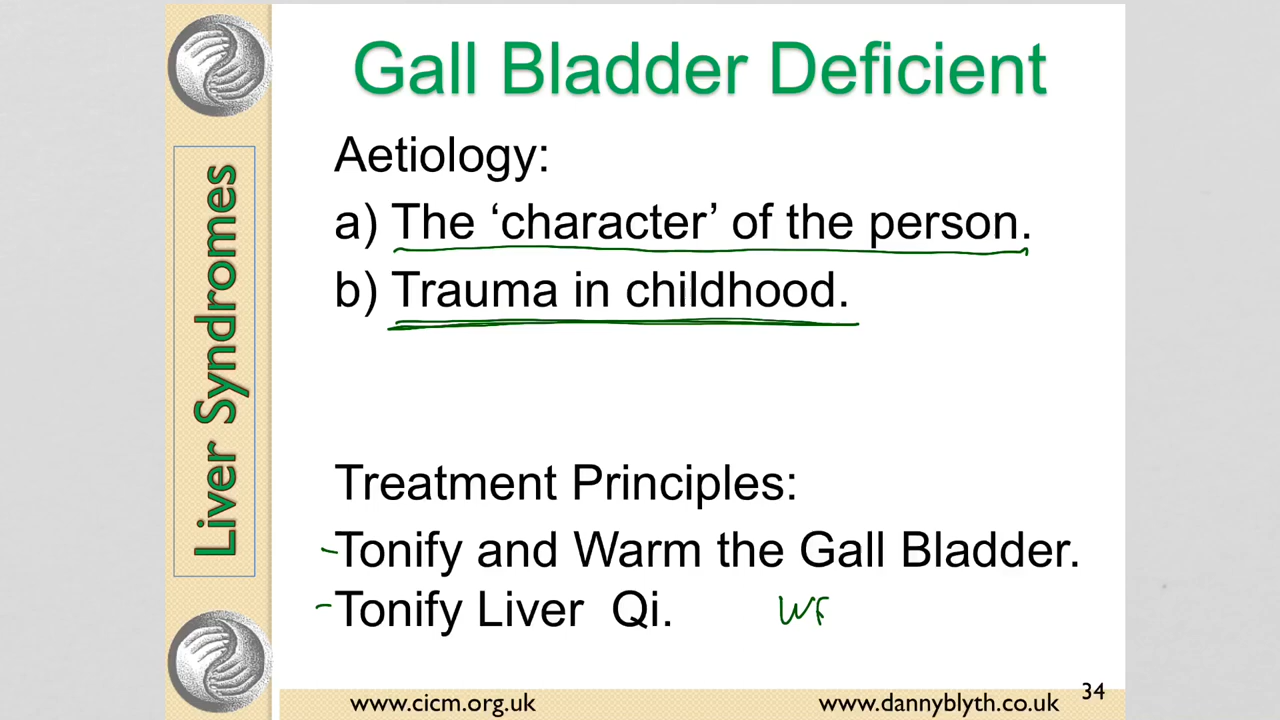 Gall Bladder Deficient
Liver Syndromes
Aetiology:
a) The ‘character’ of the person.
b) Trauma in childhood.
Treatment Principles:
-Tonify and Warm the Gall Bladder.
-Tonify Liver Qi.
www.cicm.org.uk
www.dannyblyth.co.uk
34